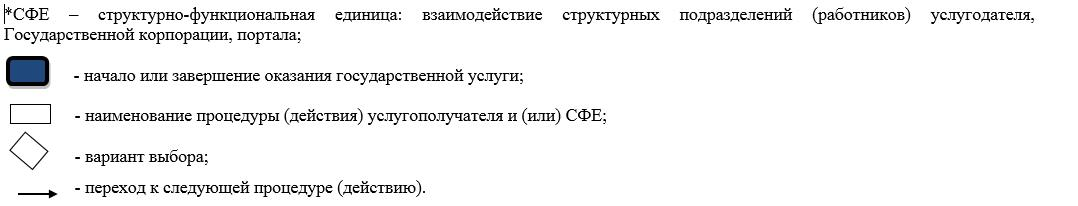 *СФЕ – структурно-функциональная единица: взаимодействие структурных подразделений (работников) услугодателя,
Государственной корпорации, портала;
- начало или завершение оказания государственной услуги;
- наименование процедуры (действия) услугополучателя и (или) СФЕ;
- вариант выбора;
- переход к следующей процедуре (действию).